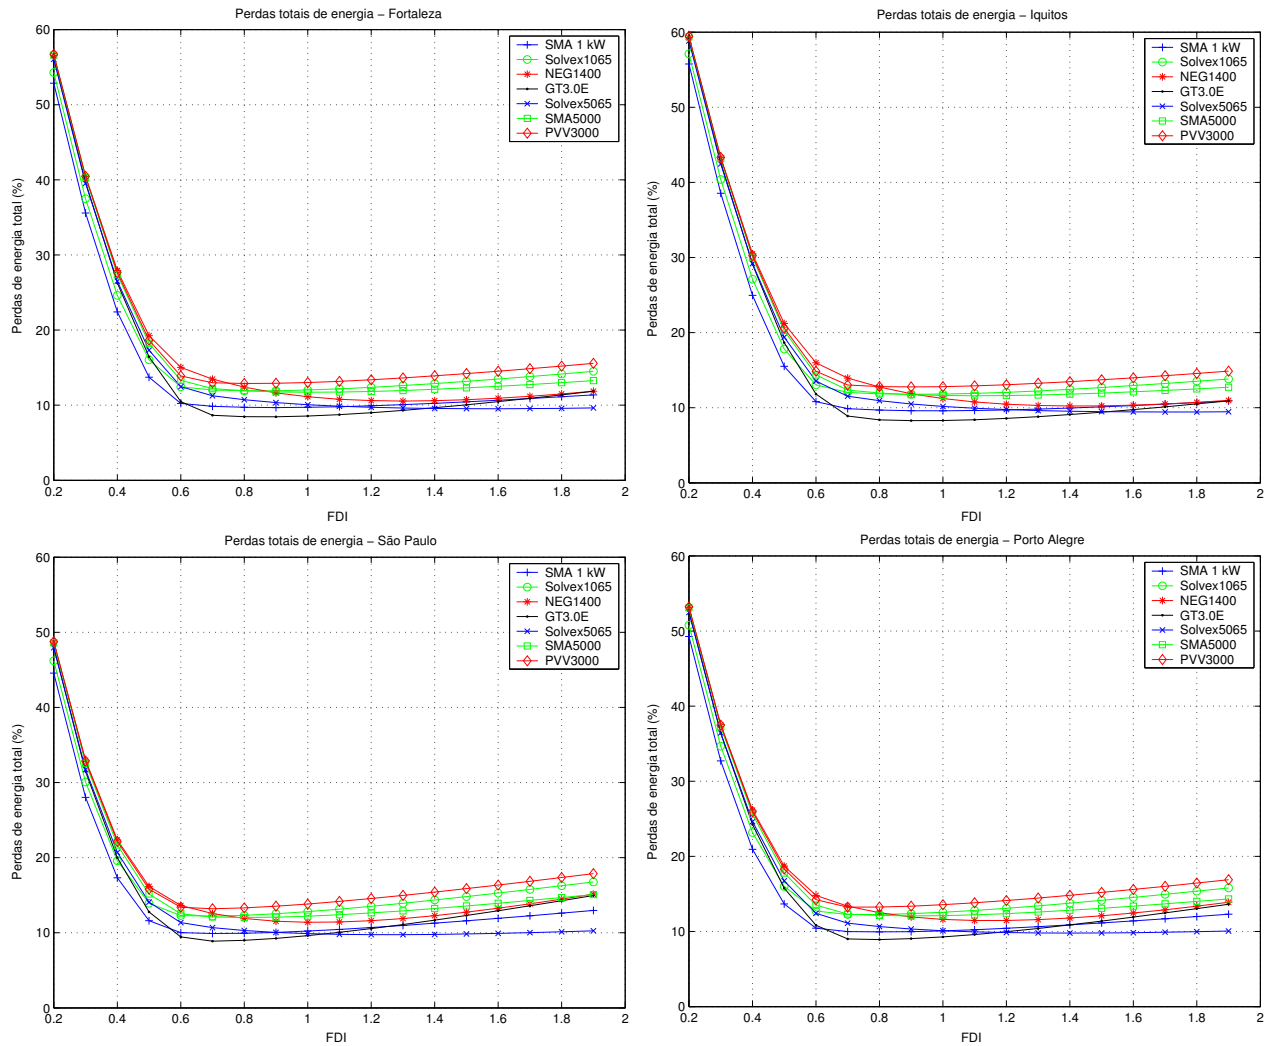 Perdas totais de energia − Fortaleza
60
50
40
30
20
10
0
Perdas de energia total (%)
0.2 0.4 0.6 0.8 1 1.2 1.4 1.6 1.8 2
FDI
SMA 1 kW
Solvex1065
NEG1400
GT3.0E
Solvex5065
SMA5000
PVV3000
Perdas totais de energia − Iquitos
60
50
40
30
20
10
0
Perdas de energia total (%)
0.2 0.4 0.6 0.8 1 1.2 1.4 1.6 1.8 2
FDI
SMA 1 kW
Solvex1065
NEG1400
GT3.0E
Solvex5065
SMA5000
PVV3000
Perdas totais de energia − São Paulo
60
50
40
30
20
10
0
Perdas de energia total (%)
0.2 0.4 0.6 0.8 1 1.2 1.4 1.6 1.8 2
FDI
SMA 1 kW
Solvex1065
NEG1400
GT3.0E
Solvex5065
SMA5000
PVV3000
Perdas totais de energia − Porto Alegre
60
50
40
30
20
10
0
Perdas de energia total (%)
0.2 0.4 0.6 0.8 1 1.2 1.4 1.6 1.8 2
FDI
SMA 1 kW
Solvex1065
NEG1400
GT3.0E
Solvex5065
SMA5000
PVV3000